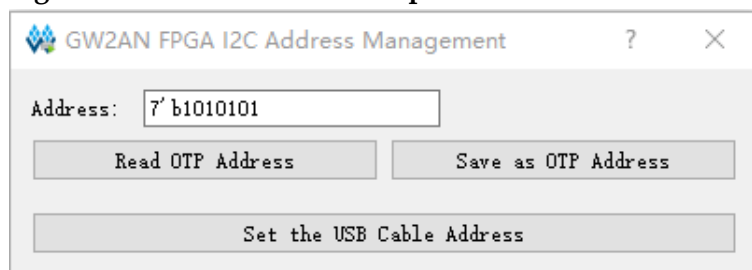 GW2AN FPGA I2C Address Management ? ×
Address: 7'b1010101
Read OTP Address Save as OTP Address
Set the USB Cable Address